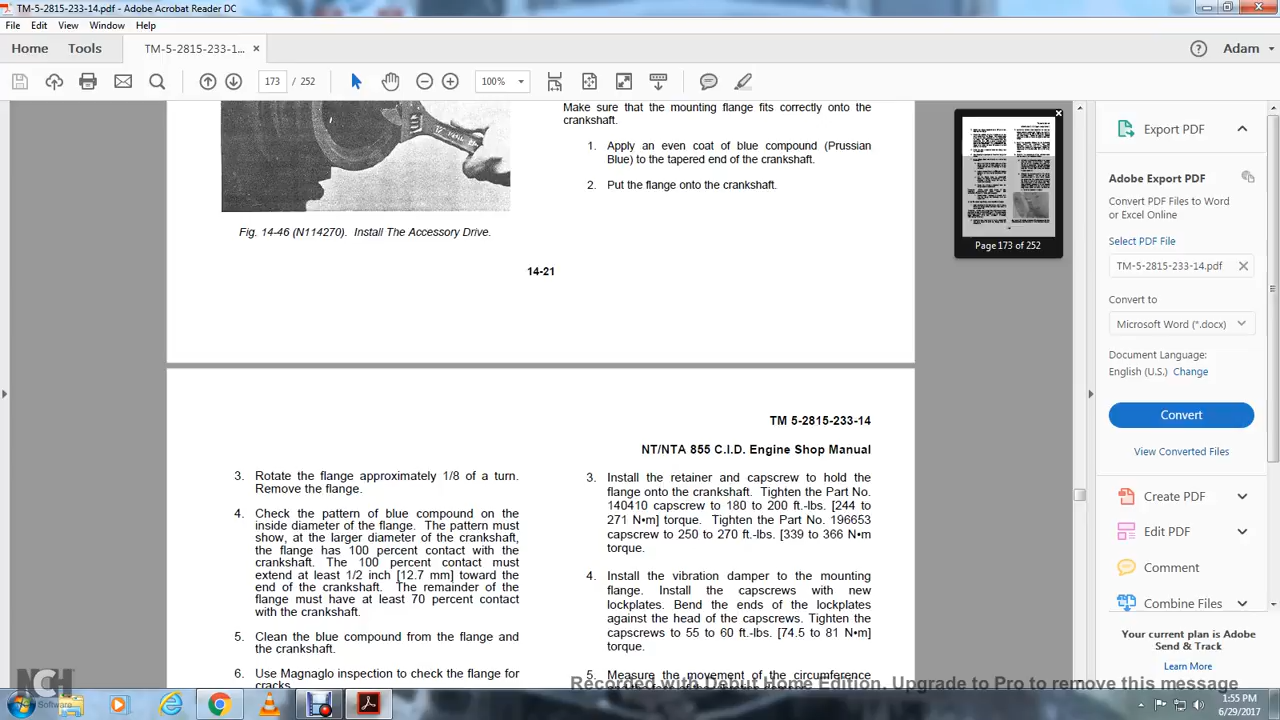 TM-5-2815-233-14.pdf - Adobe Acrobat Reader DC
File Edit View Window Help
Home Tools TM-5-2815-233-1... × Adam
173 / 252 100%
Make sure that the mounting flange fits correctly onto the
crankshaft.
1. Apply an even coat of blue compound (Prussian
Blue) to the tapered end of the crankshaft.
2. Put the flange onto the crankshaft.
Fig. 14-46 (N114270). Install The Accessory Drive.
14-21
TM 5-2815-233-14
NT/NTA 855 C.I.D. Engine Shop Manual
3. Rotate the flange approximately 1/8 of a turn.
Remove the flange.
4. Check the pattern of blue compound on the
inside diameter of the flange. The pattern must
show, at the larger diameter of the crankshaft,
the flange has 100 percent contact with the
crankshaft. The 100 percent contact must
extend at least 1/2 inch [12.7 mm] toward the
end of the crankshaft. The remainder of the
flange must have at least 70 percent contact
with the crankshaft.
5. Clean the blue compound from the flange and
the crankshaft.
6. Use Magnaglo inspection to check the flange for
cracks
3. Install the retainer and capscrew to hold the
flange onto the crankshaft. Tighten the Part No.
140410 capscrew to 180 to 200 ft.-lbs. [244 to
271 N•m] torque. Tighten the Part No. 196653
capscrew to 250 to 270 ft.-lbs. [339 to 366 N•m
torque.
4. Install the vibration damper to the mounting
flange. Install the capscrews with new
lockplates. Bend the ends of the lockplates
against the head of the capscrews. Tighten the
capscrews to 55 to 60 ft.-lbs. [74.5 to 81 N•m]
torque.
5. Measure the movement of the circumference
Page 173 of 252
Export PDF
Adobe Export PDF
Convert PDF Files to Word
or Excel Online
Select PDF File
TM-5-2815-233-14.pdf
Convert to
Microsoft Word (*.docx)
Document Language:
English (U.S.) Change
Convert
View Converted Files
Create PDF
Edit PDF
Comment
Combine Files
Your current plan is Adobe
Send & Track
Learn More
Recorded with Debut Home Edition. Upgrade to Pro to remove this message
NCH
Software
1:55 PM
6/29/2017